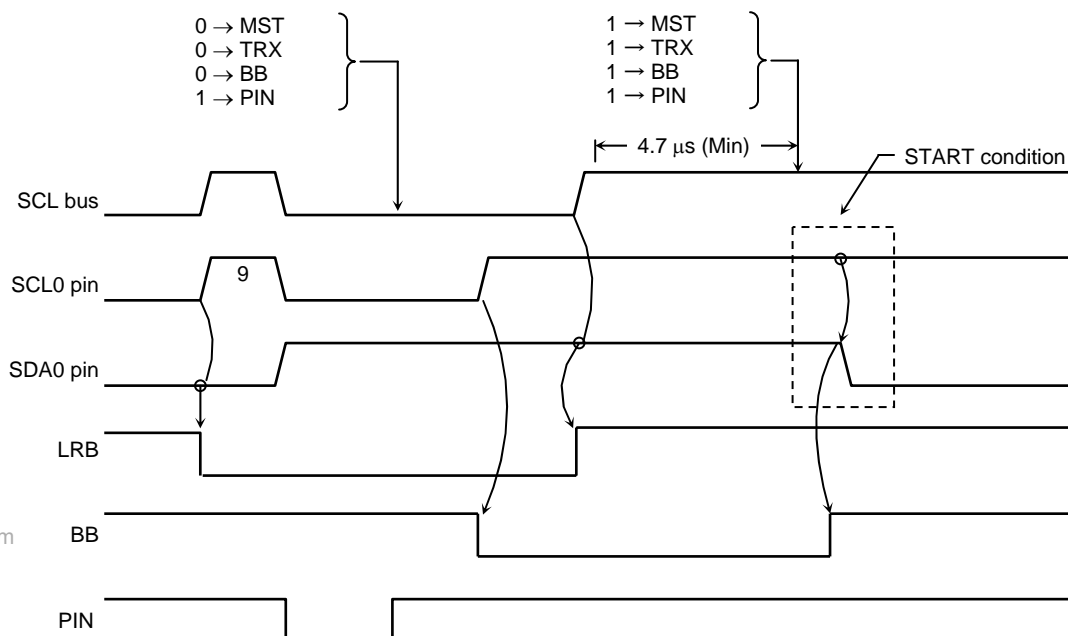 0 → MST
0 → TRX
0 → BB
1 → PIN
1 → MST
1 → TRX
1 → BB
1 → PIN
4.7 μs (Min)
START condition
SCL bus
SCL0 pin
9
SDA0 pin
LRB
m
BB
PIN